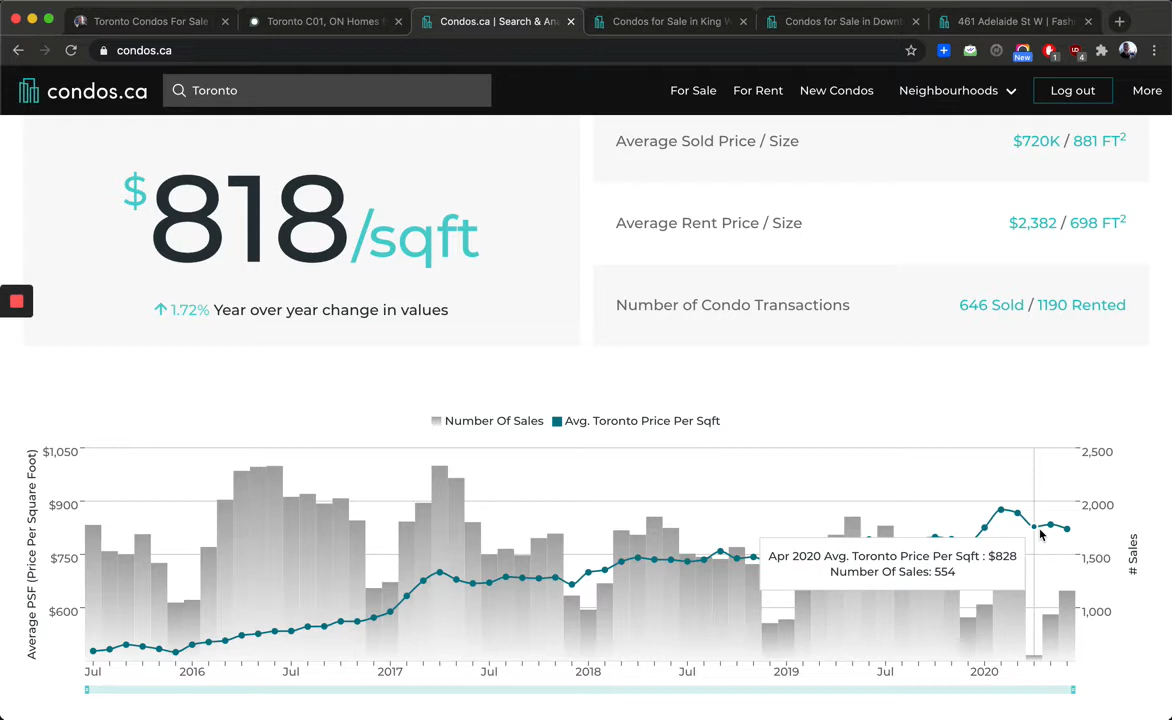 Toronto Condos For Sale
Toronto C01, ON Homes f
Condos.ca | Search & Ana
Condos for Sale in King W
Condos for Sale in Downt
461 Adelaide St W | Fash
condos.ca
New
1
4
condos.ca
Toronto
For Sale
For Rent
New Condos
Neighbourhoods
Log out
More
$818/sqft
1.72% Year over year change in values
Average Sold Price / Size
$720K / 881 FT2
Average Rent Price / Size
$2,382 / 698 FT2
Number of Condo Transactions
646 Sold / 1190 Rented
Number Of Sales
Avg. Toronto Price Per Sqft
Average PSF (Price Per Square Foot)
$1,050
$900
$750
$600
2,500
2,000
1,500
1,000
# Sales
Apr 2020 Avg. Toronto Price Per Sqft : $828
Number Of Sales: 554
Jul
2016
Jul
2017
Jul
2018
Jul
2019
Jul
2020